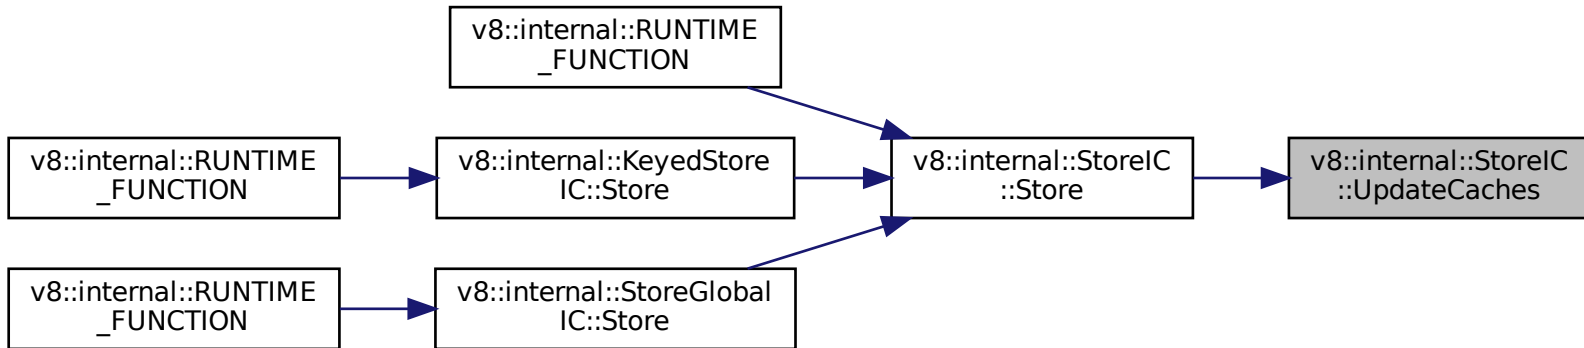 v8::internal::RUNTIME
_FUNCTION
v8::internal::RUNTIME
_FUNCTION
v8::internal::KeyedStore
IC::Store
v8::internal::StoreIC
::Store
v8::internal::StoreIC
::UpdateCaches
v8::internal::RUNTIME
_FUNCTION
v8::internal::StoreGlobal
IC::Store